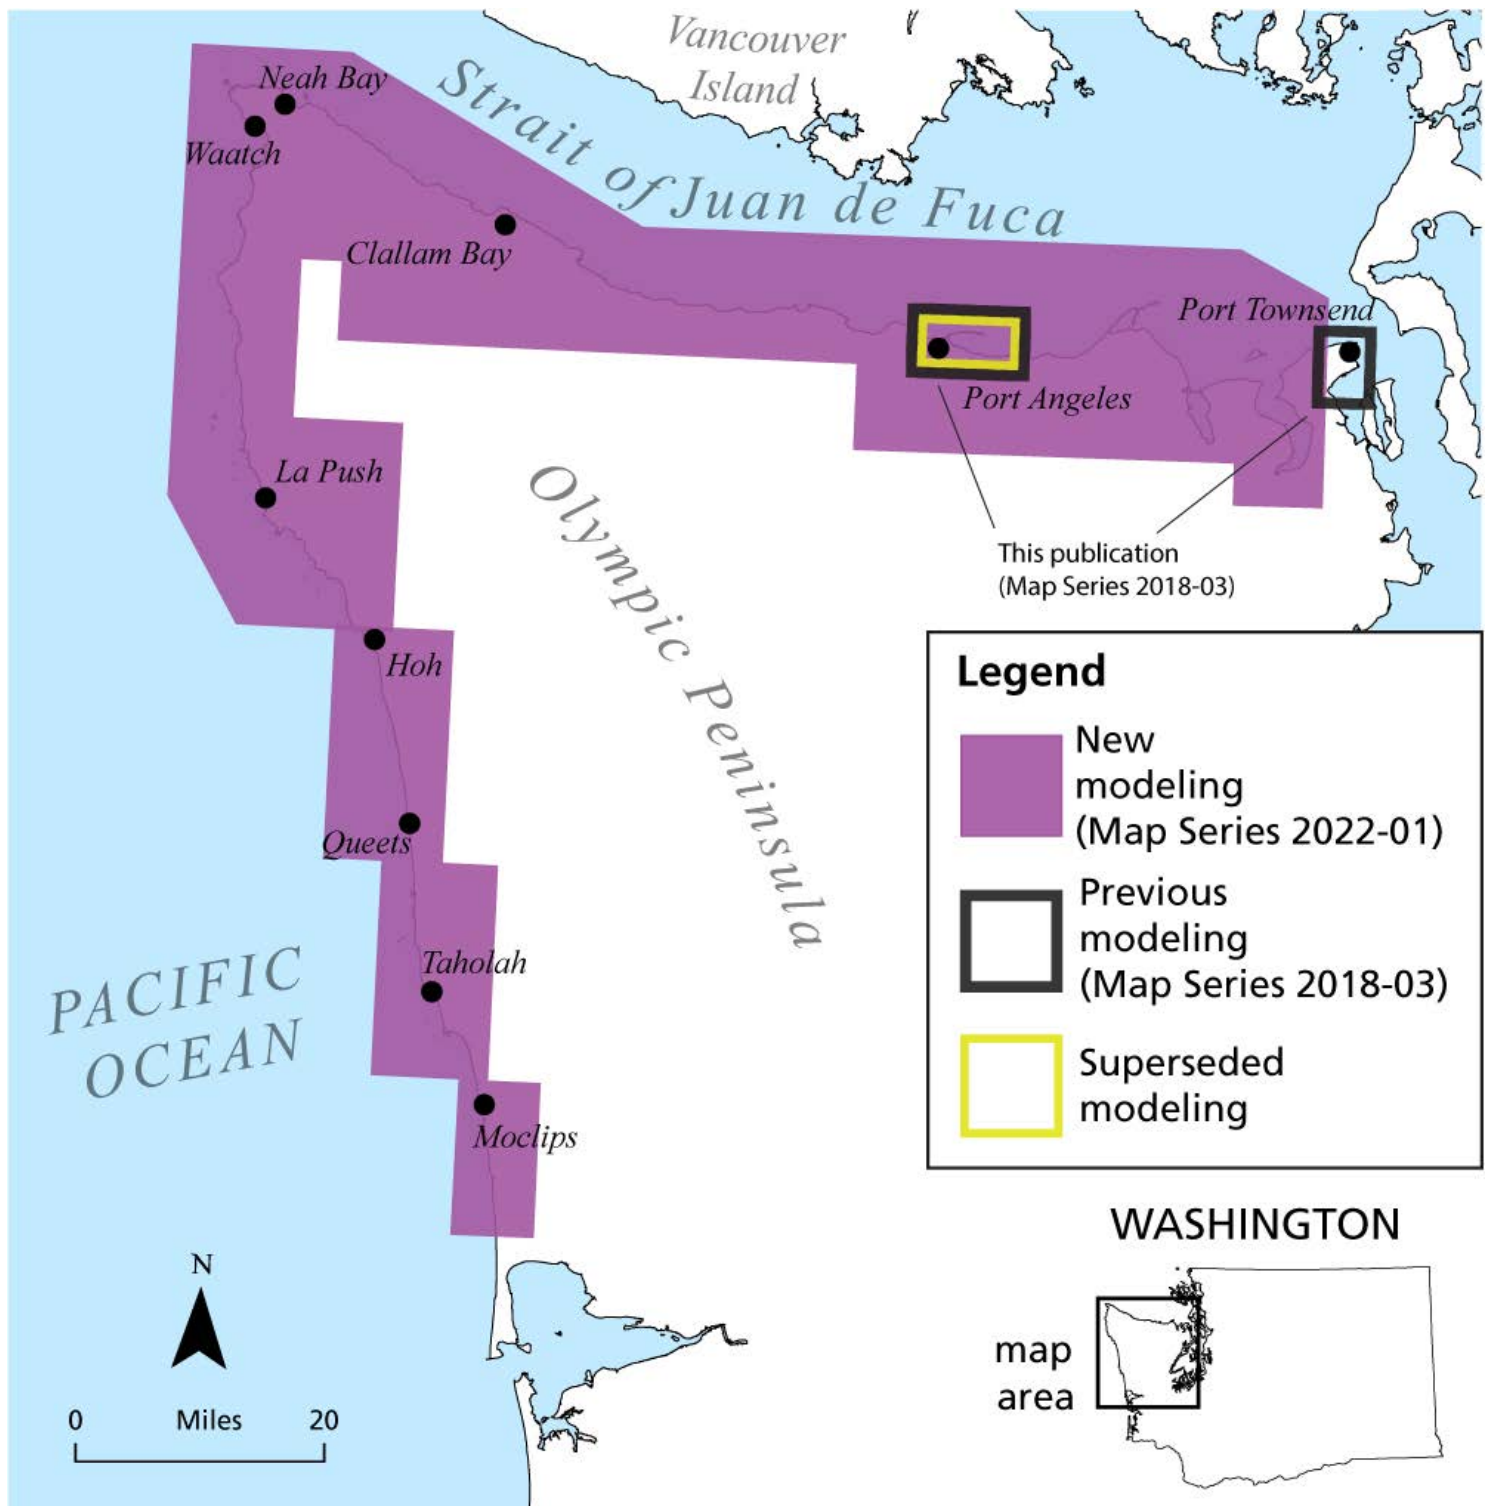 Vancouver
Island
Neah Bay
Strait of Juan de Fuca
Waatch
Clallam Bay
Port Townsend
Port Angeles
La Push
Olympic Peninsula
This publication
(Map Series 2018-03)
Hoh
Queets
Taholah
PACIFIC
OCEAN
Moclips
Legend
New
modeling
(Map Series 2022-01)
Previous
modeling
(Map Series 2018-03)
Superseded
modeling
WASHINGTON
map
area
N
0 Miles 20